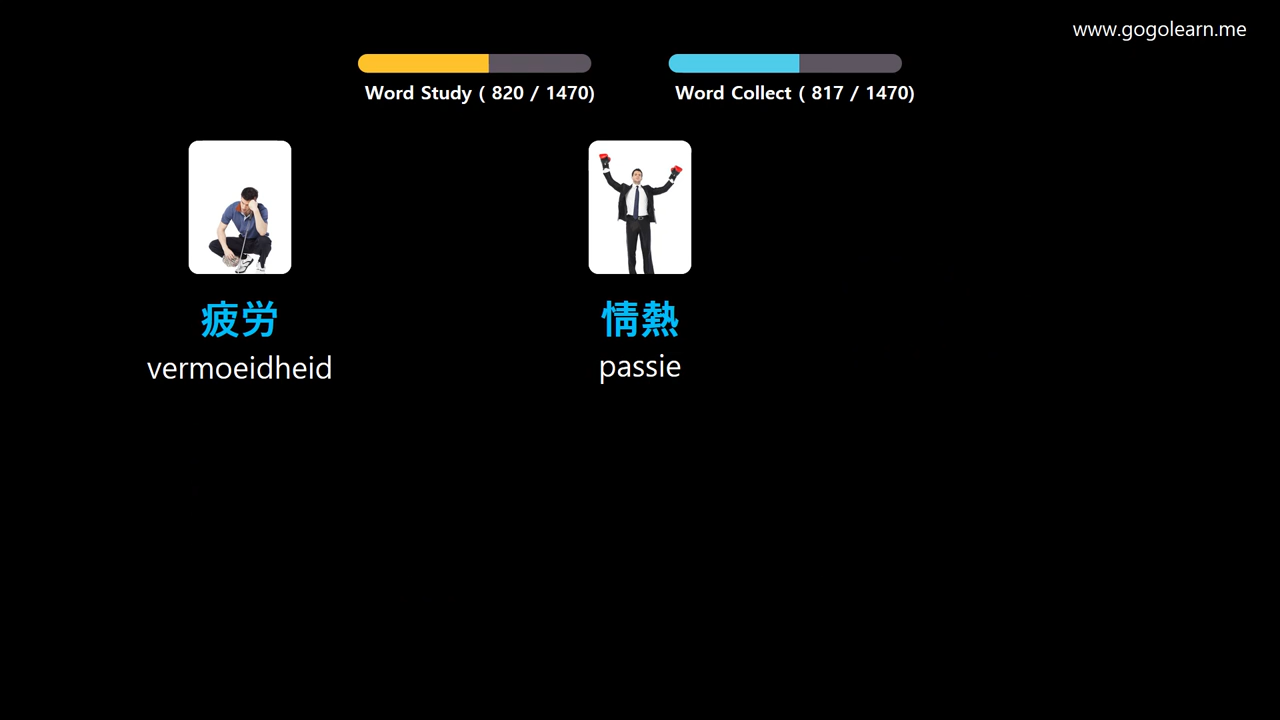 www.gogolearn.me
Word Study ( 820 / 1470)
Word Collect ( 817 / 1470)
疲労
vermoeidheid
情熱
passie